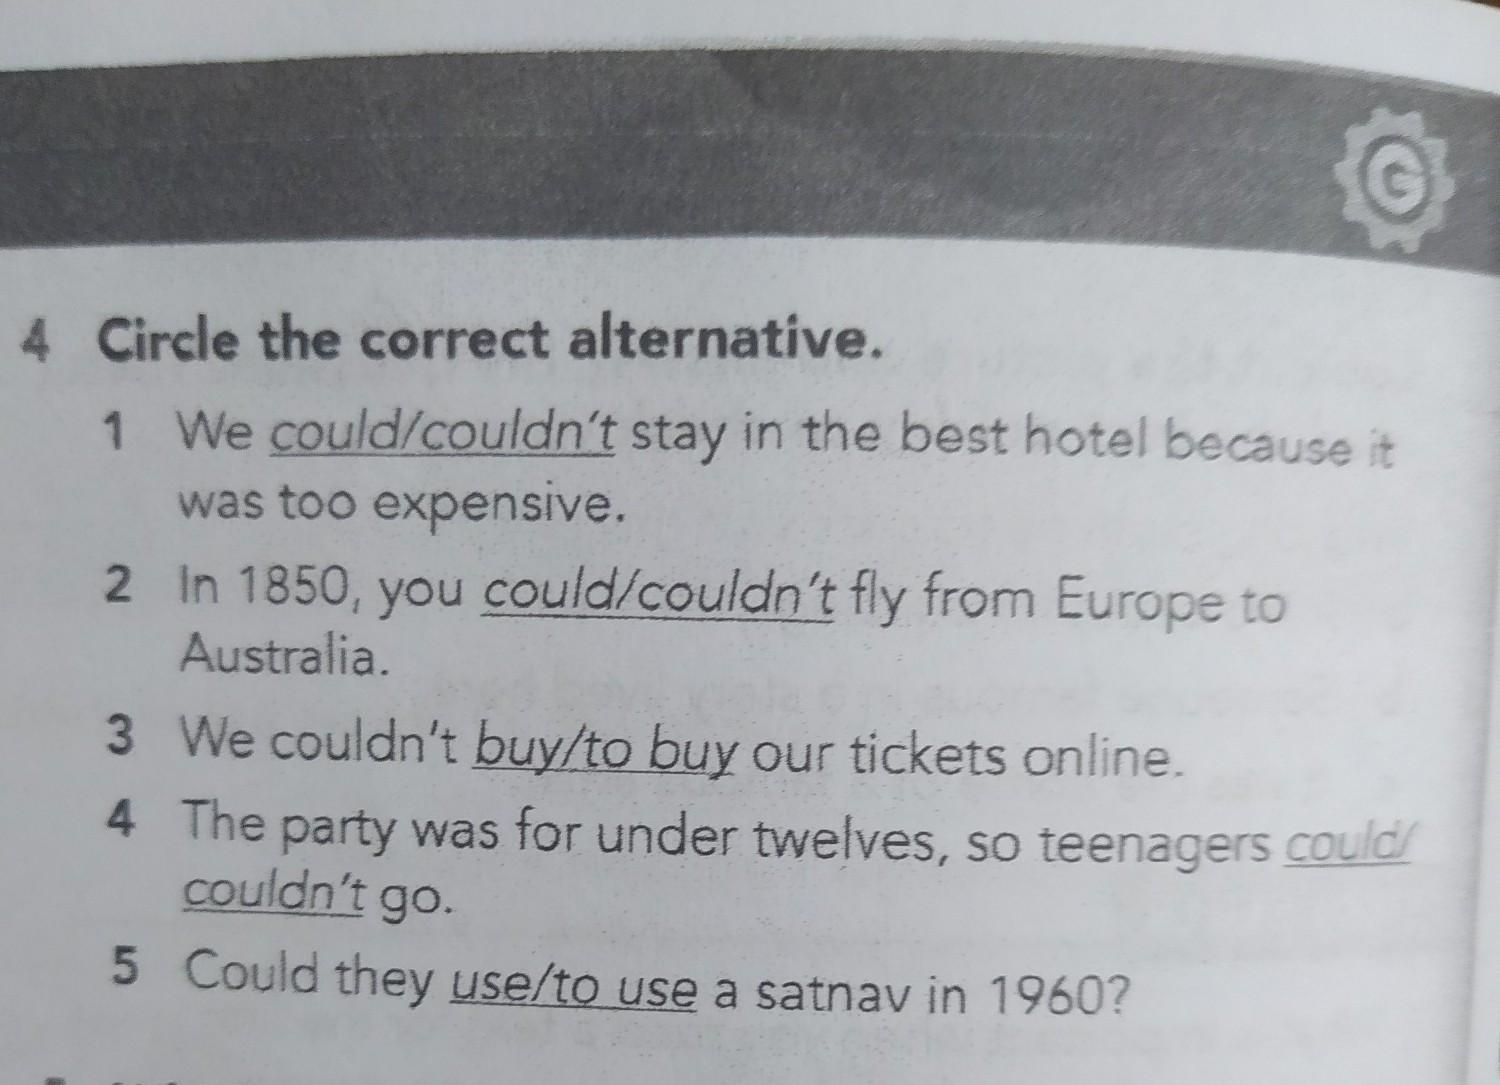 G
4 Circle the correct alternative.
1 We could/couldn't stay in the best hotel because it
was too expensive.
2 In 1850, you could/couldn't fly from Europe to
Australia.
3 We couldn't buy/to buy our tickets online.
4 The party was for under twelves, so teenagers could/
couldn't go.
5 Could they use/to use a satnav in 1960?